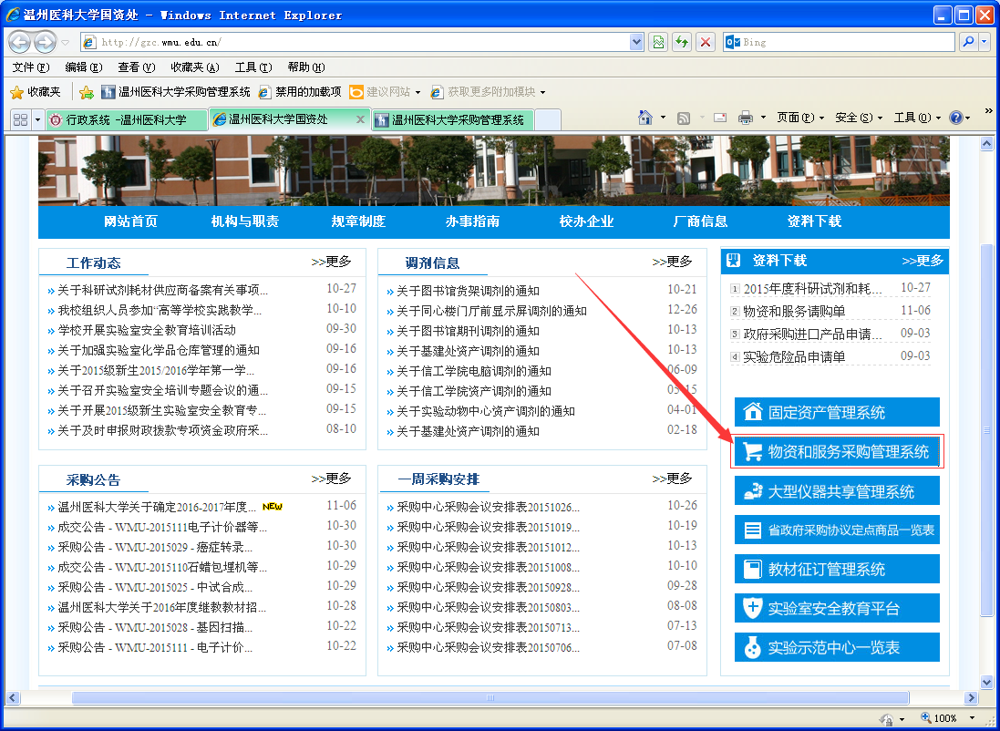 温州医科大学国资处 - Windows Internet Explorer
http://gzc.wmu.edu.cn/
Bing
文件(F) 编辑(E) 查看(V) 收藏夹(A) 工具(T) 帮助(H)
收藏夹 温州医科大学采购管理系统 禁用的加载项 建议网站 获取更多附加模块
行政系统 -温州医科大学 温州医科大学国资处 温州医科大学采购管理系统 页面(P) 安全(S) 工具(O) »
网站首页 机构与职责 规章制度 办事指南 校办企业 厂商信息 资料下载
工作动态 >>更多
关于科研试剂耗材供应商备案有关事项... 10-27
我校组织人员参加“高等学校实践教学... 10-10
学校开展实验室安全教育培训活动 09-30
关于加强实验室化学品仓库管理的通知 09-16
关于2015级新生2015/2016学年第一学... 09-16
关于召开实验室安全培训专题会议的通... 09-15
关于开展2015级新生实验室安全教育专... 09-15
关于及时申报财政拨款专项资金政府采... 08-10
调剂信息 >>更多
关于图书馆货架调剂的通知 10-21
关于同心楼门厅前显示屏调剂的通知 12-26
关于图书馆期刊调剂的通知 10-13
关于基建处资产调剂的通知 10-13
关于信工学院电脑调剂的通知 06-09
关于信工学院资产调剂的通知 05-15
关于实验动物中心资产调剂的通知 04-01
关于基建处资产调剂的通知 02-18
资料下载 >>更多
1 2015年度科研试剂和耗... 10-27
2 物资和服务请购单 11-06
3 政府采购进口产品申请... 09-03
4 实验危险品申请单 09-03
固定资产管理系统
物资和服务采购管理系统
大型仪器共享管理系统
省政府采购协议定点商品一览表
教材征订管理系统
实验室安全教育平台
实验示范中心一览表
采购公告 >>更多
温州医科大学关于确定2016-2017年度... NEW 11-06
成交公告 - WMU-2015111电子计价器等... 10-30
采购公告 - WMU-2015029 - 癌症转录... 10-30
成交公告 - WMU-2015110石蜡包埋机等... 10-29
采购公告 - WMU-2015025 - 中试合成... 10-29
温州医科大学关于2016年度继教教材招... 10-28
采购公告 - WMU-2015028 - 基因扫描... 10-22
采购公告 - WMU-2015111 - 电子计价... 10-22
一周采购安排 >>更多
采购中心采购会议安排表20151026... 10-26
采购中心采购会议安排表20151019... 10-19
采购中心采购会议安排表20151012... 10-13
采购中心采购会议安排表20151008... 10-10
采购中心采购会议安排表20150928... 09-28
采购中心采购会议安排表20150803... 08-08
采购中心采购会议安排表20150713... 07-13
采购中心采购会议安排表20150706... 07-08
100%